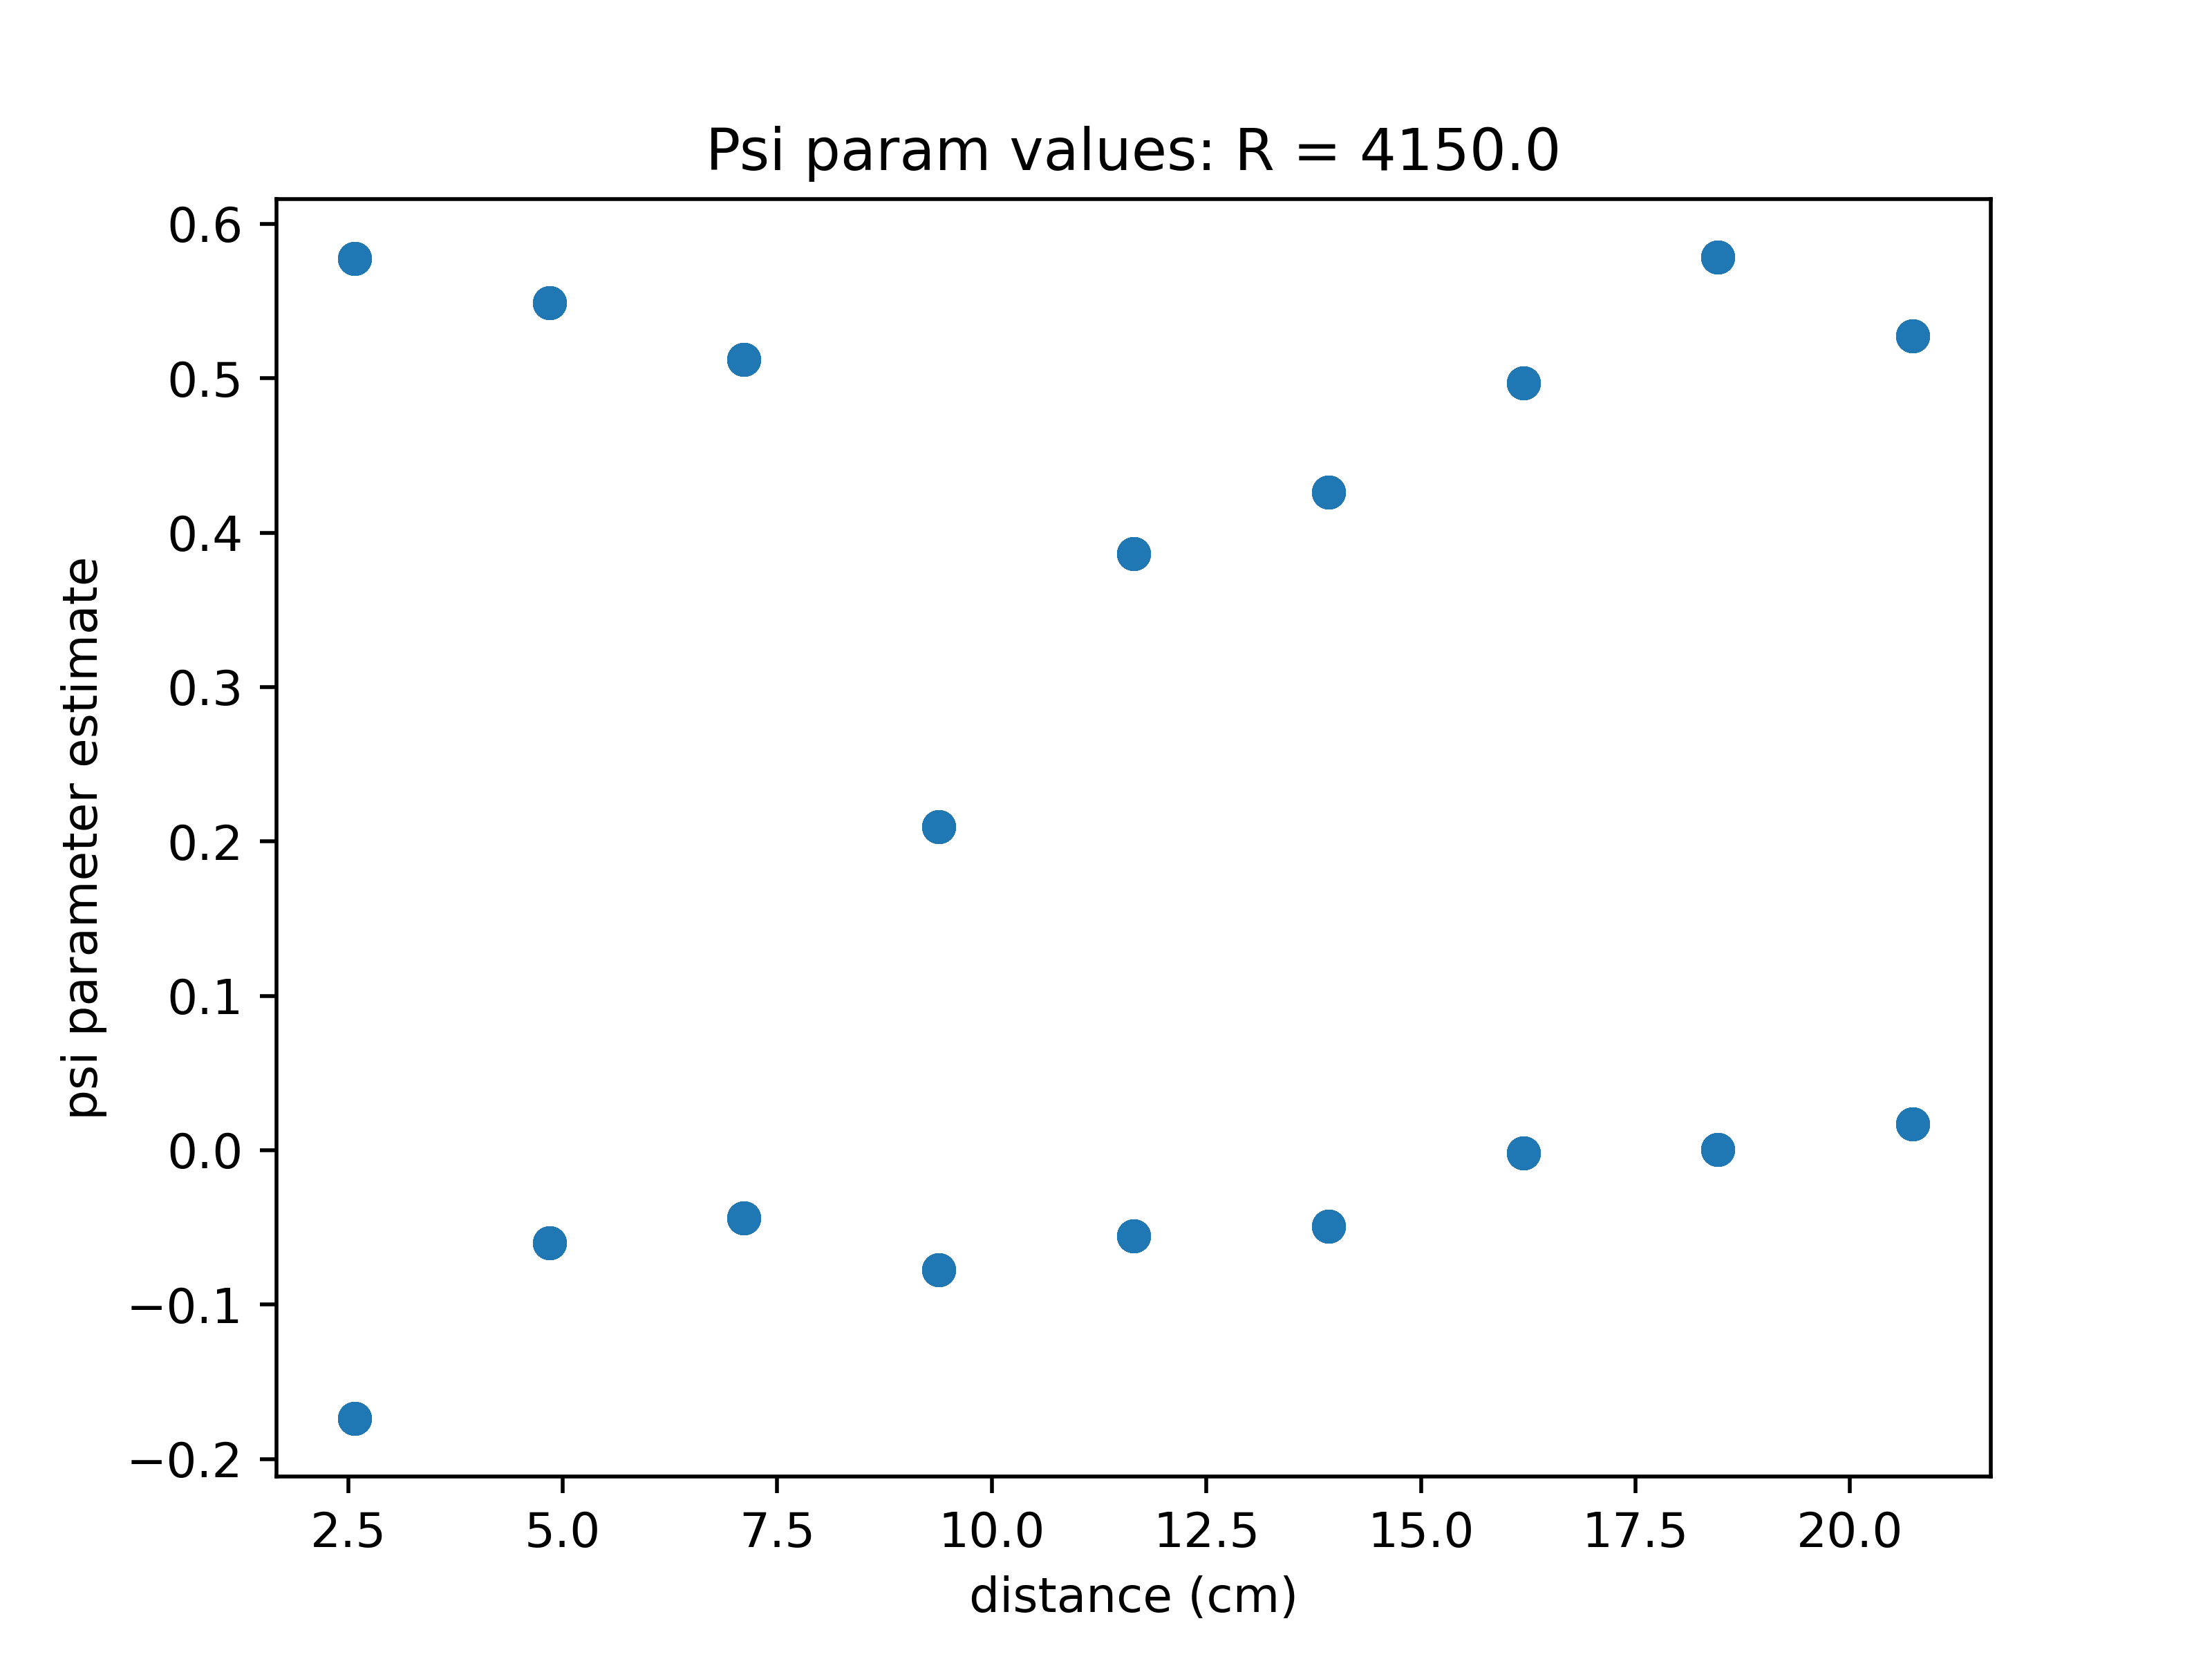 Psi param values: R = 4150.0
0.6
0.5
0.4
0.3
0.2
0.1
0.0
−0.1
−0.2
psi parameter estimate
2.5 5.0 7.5 10.0 12.5 15.0 17.5 20.0
distance (cm)